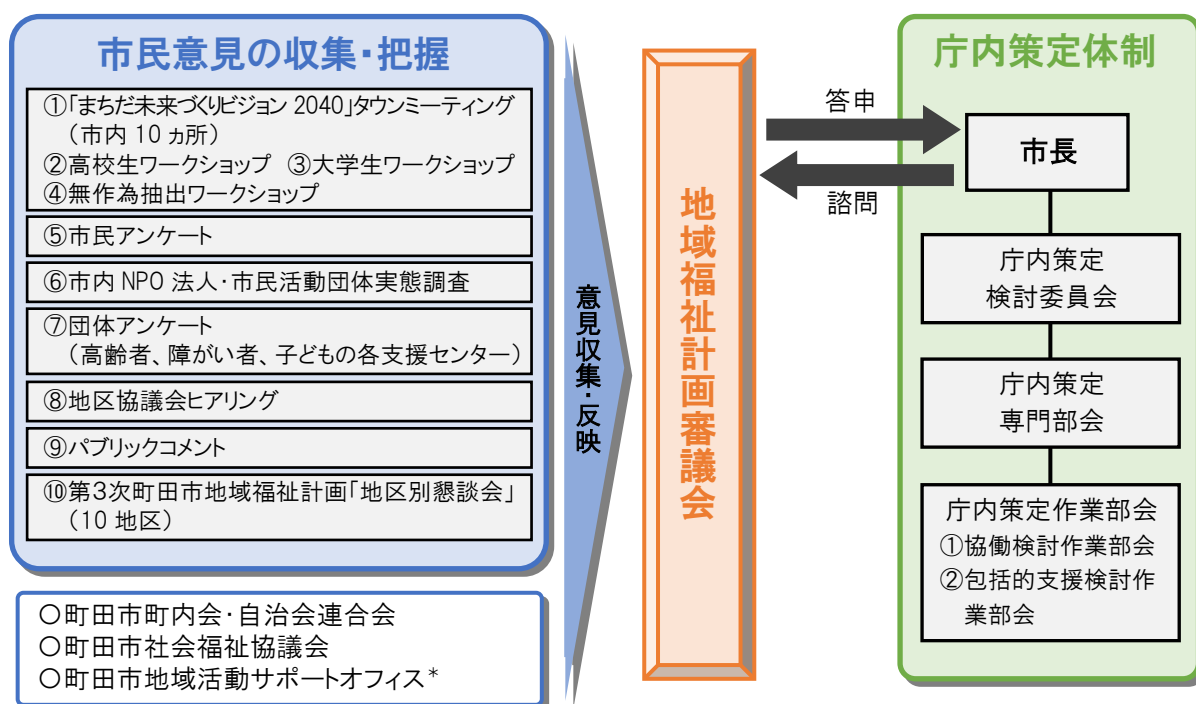 市民意見の収集・把握
①「まちだ未来づくりビジョン 2040」タウンミーティング
（市内 10 ヵ所）
②高校生ワークショップ ③大学生ワークショップ
④無作為抽出ワークショップ
⑤市民アンケート
⑥市内 NPO 法人・市民活動団体実態調査
⑦団体アンケート
（高齢者、障がい者、子どもの各支援センター）
⑧地区協議会ヒアリング
⑨パブリックコメント
⑩第３次町田市地域福祉計画「地区別懇談会」
（10 地区）
〇町田市町内会・自治会連合会
〇町田市社会福祉協議会
〇町田市地域活動サポートオフィス*
意見収集・反映
地域福祉計画審議会
答申
諮問
庁内策定体制
市長
庁内策定
検討委員会
庁内策定
専門部会
庁内策定作業部会
①協働検討作業部会
②包括的支援検討作
業部会